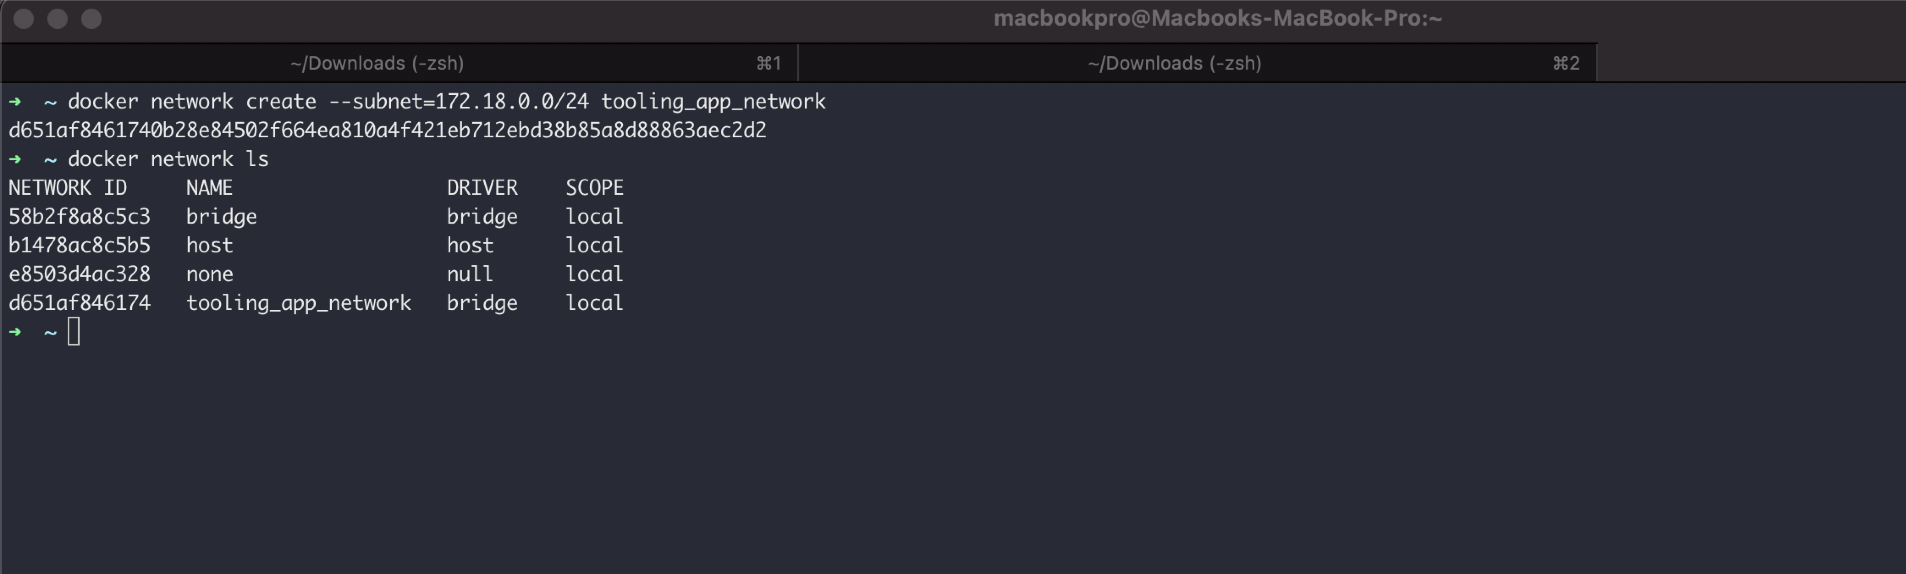 macbookpro@Macbooks-MacBook-Pro:~
~/Downloads (-zsh) ⌘1 ~/Downloads (-zsh) ⌘2
➜ ~ docker network create --subnet=172.18.0.0/24 tooling_app_network
d651af8461740b28e84502f664ea810a4f421eb712ebd38b85a8d88863aec2d2
➜ ~ docker network ls
NETWORK ID NAME DRIVER SCOPE
58b2f8a8c5c3 bridge bridge local
b1478ac8c5b5 host host local
e8503d4ac328 none null local
d651af846174 tooling_app_network bridge local
➜ ~